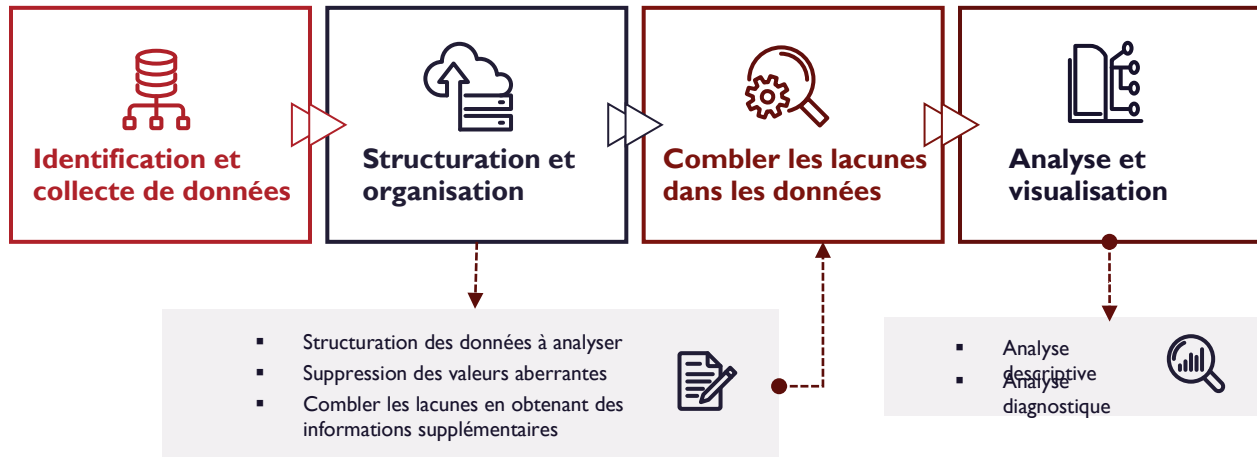 Identification et
collecte de données
Structuration et
organisation
Combler les lacunes
dans les données
Analyse et
visualisation
▪ Structuration des données à analyser
▪ Suppression des valeurs aberrantes
▪ Combler les lacunes en obtenant des
informations supplémentaires
▪ Analyse
descriptive
▪ Analyse
diagnostique